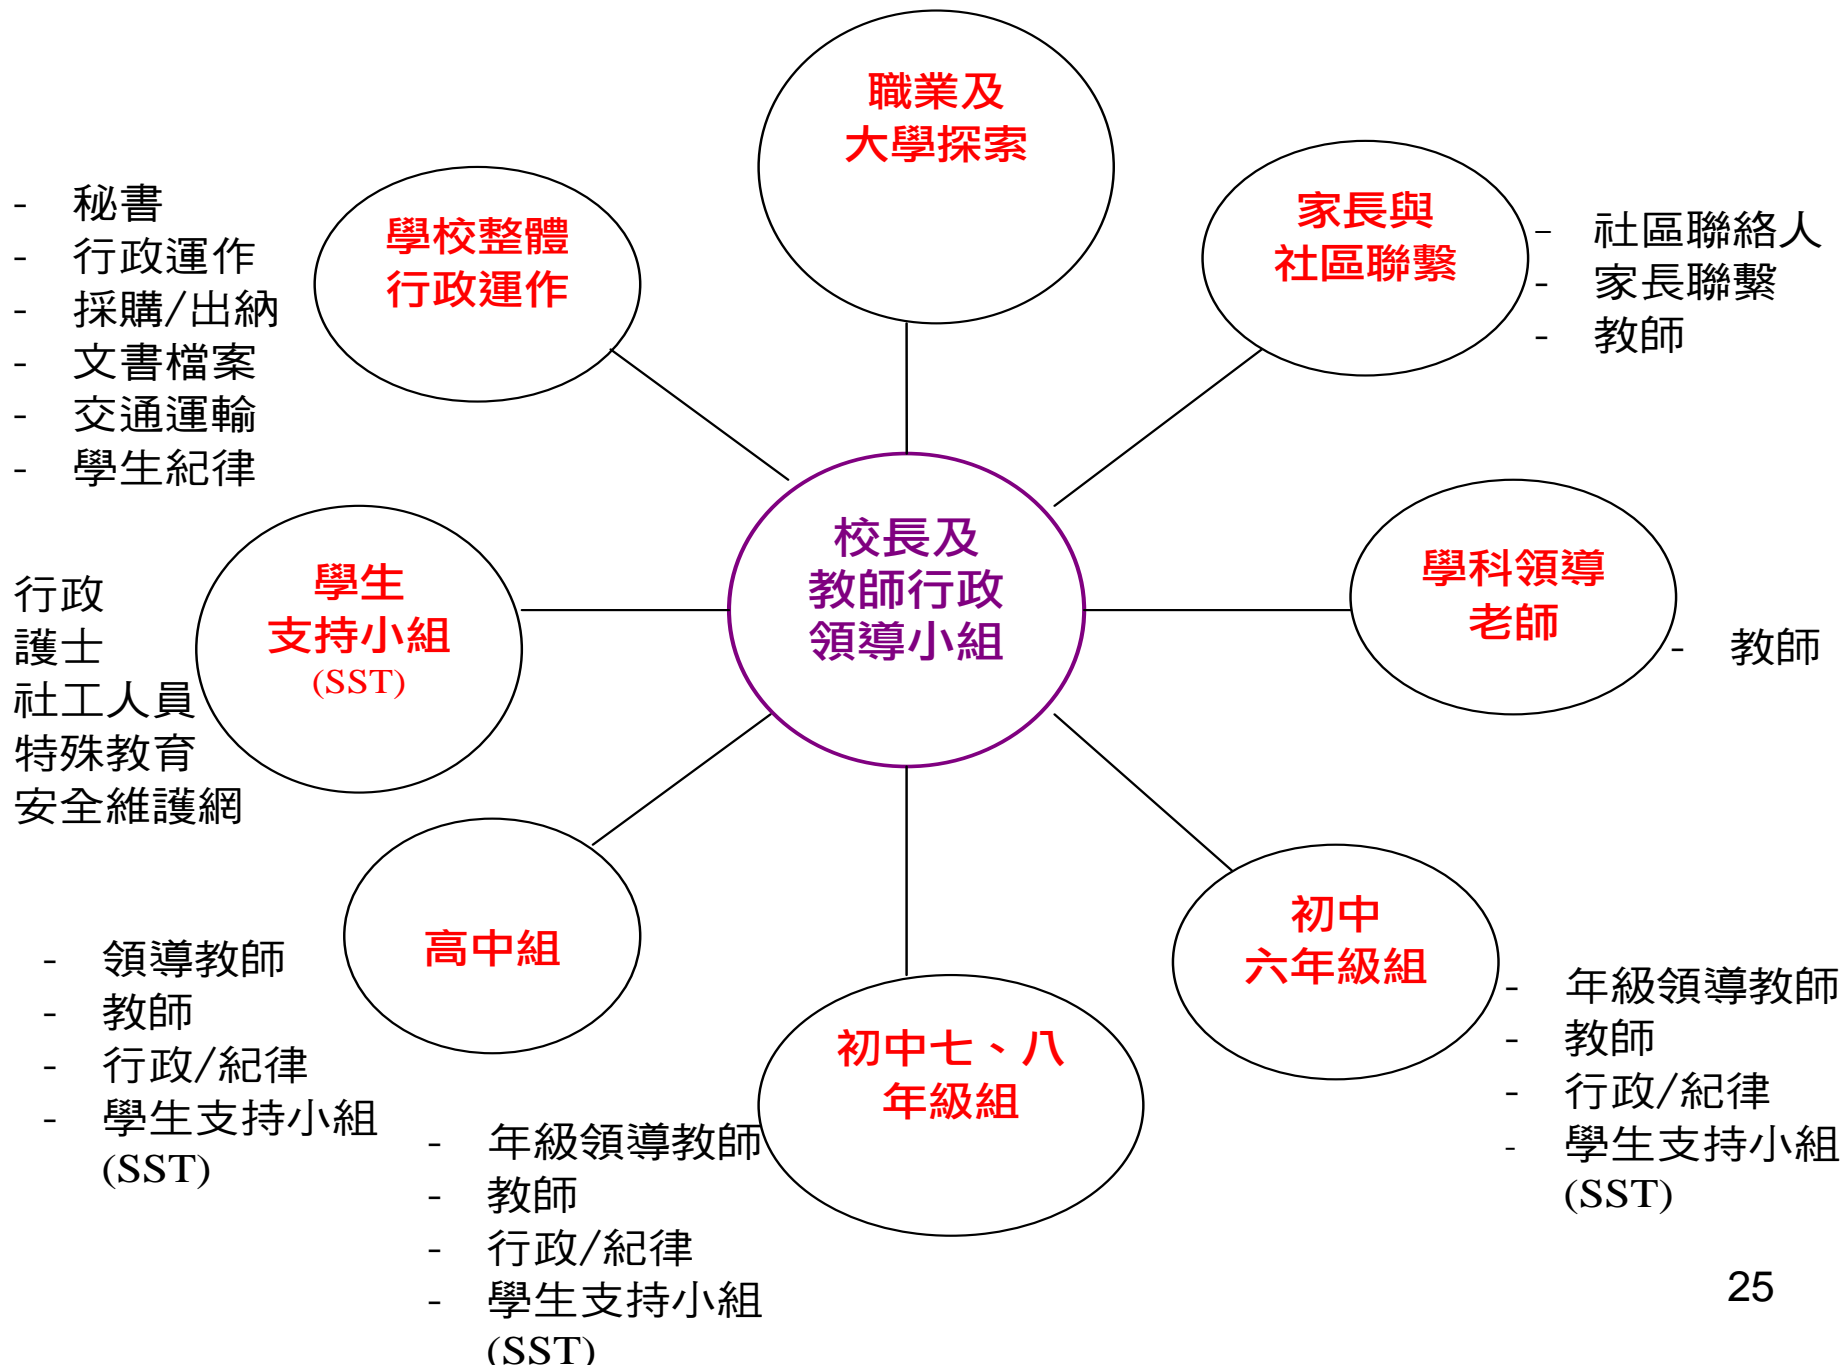 職業及
大學探索
學校整體
行政運作
- 秘書
- 行政運作
- 採購/出納
- 文書檔案
- 交通運輸
- 學生紀律
家長與
社區聯繫
- 社區聯絡人
- 家長聯繫
- 教師
校長及
教師行政
領導小組
學生
支持小組
(SST)
行政
護士
社工人員
特殊教育
安全維護網
學科領導
老師
- 教師
高中組
- 領導教師
- 教師
- 行政/紀律
- 學生支持小組
(SST)
初中七、八
年級組
- 年級領導教師
- 教師
- 行政/紀律
- 學生支持小組
(SST)
初中
六年級組
- 年級領導教師
- 教師
- 行政/紀律
- 學生支持小組
(SST)
25